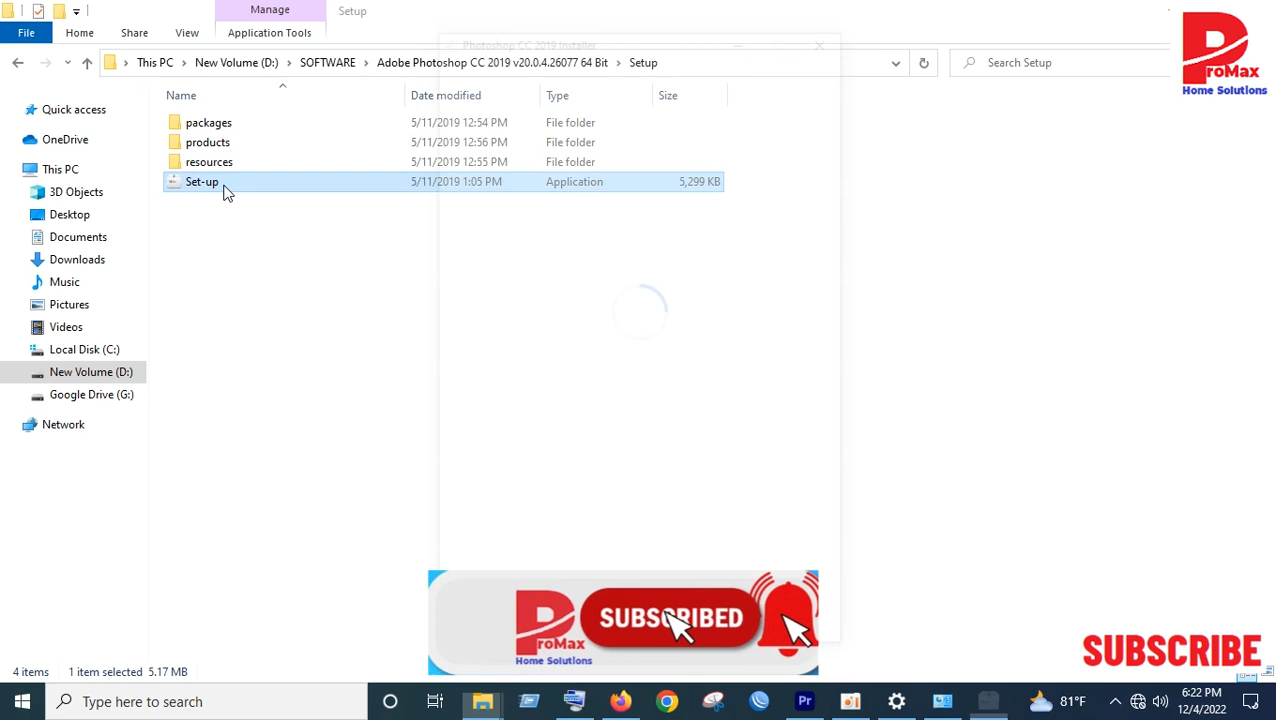 Manage
Setup
File
Home
Share
View
Application Tools
This PC
New Volume (D:)
SOFTWARE
Adobe Photoshop CC 2019 v20.0.4.26077 64 Bit
Setup
Search Setup
Photoshop CC 2019 Installer
Name
Date modified
Type
Size
packages
5/11/2019 12:54 PM
File folder
products
5/11/2019 12:56 PM
File folder
resources
5/11/2019 12:55 PM
File folder
Set-up
5/11/2019 1:05 PM
Application
5,299 KB
Quick access
OneDrive
This PC
3D Objects
Desktop
Documents
Downloads
Music
Pictures
Videos
Local Disk (C:)
New Volume (D:)
Google Drive (G:)
Network
ProMax
Home Solutions
SUBSCRIBED
ProMax
Home Solutions
SUBSCRIBE
4 items
1 item selected 5.17 MB
Type here to search
Pr
81°F
6:22 PM
12/4/2022